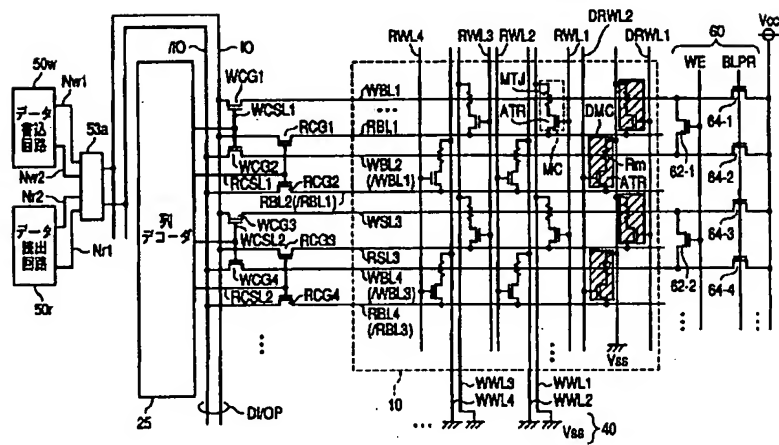 50w
データ
書込
回路
Nw1
Nw2
53a
Nr2
Nr1
データ
読出
回路
50r
/IO
IO
列
デコーダ
25
DI/OP
WCG1
WCSL1
RCG1
WCG2
RCSL1
RCG2
RBL2(/RBL1)
WCG3
WCSL2
RCG3
WCG4
RCSL2
RCG4
RWL4
RWL3
RWL2
RWL1
DRWL2
DRWL1
WBL1
RBL1
WBL2
(/WBL1)
WSL3
RSL3
WBL4
(/WBL3)
RBL4
(/RBL3)
MTJ
ATR
MC
DMC
Rm
ATR
Vss
10
WWL3
WWL4
WWL1
WWL2
Vss
40
60
WE
BLPR
Vcc
64-1
62-1
64-2
64-3
62-2
64-4